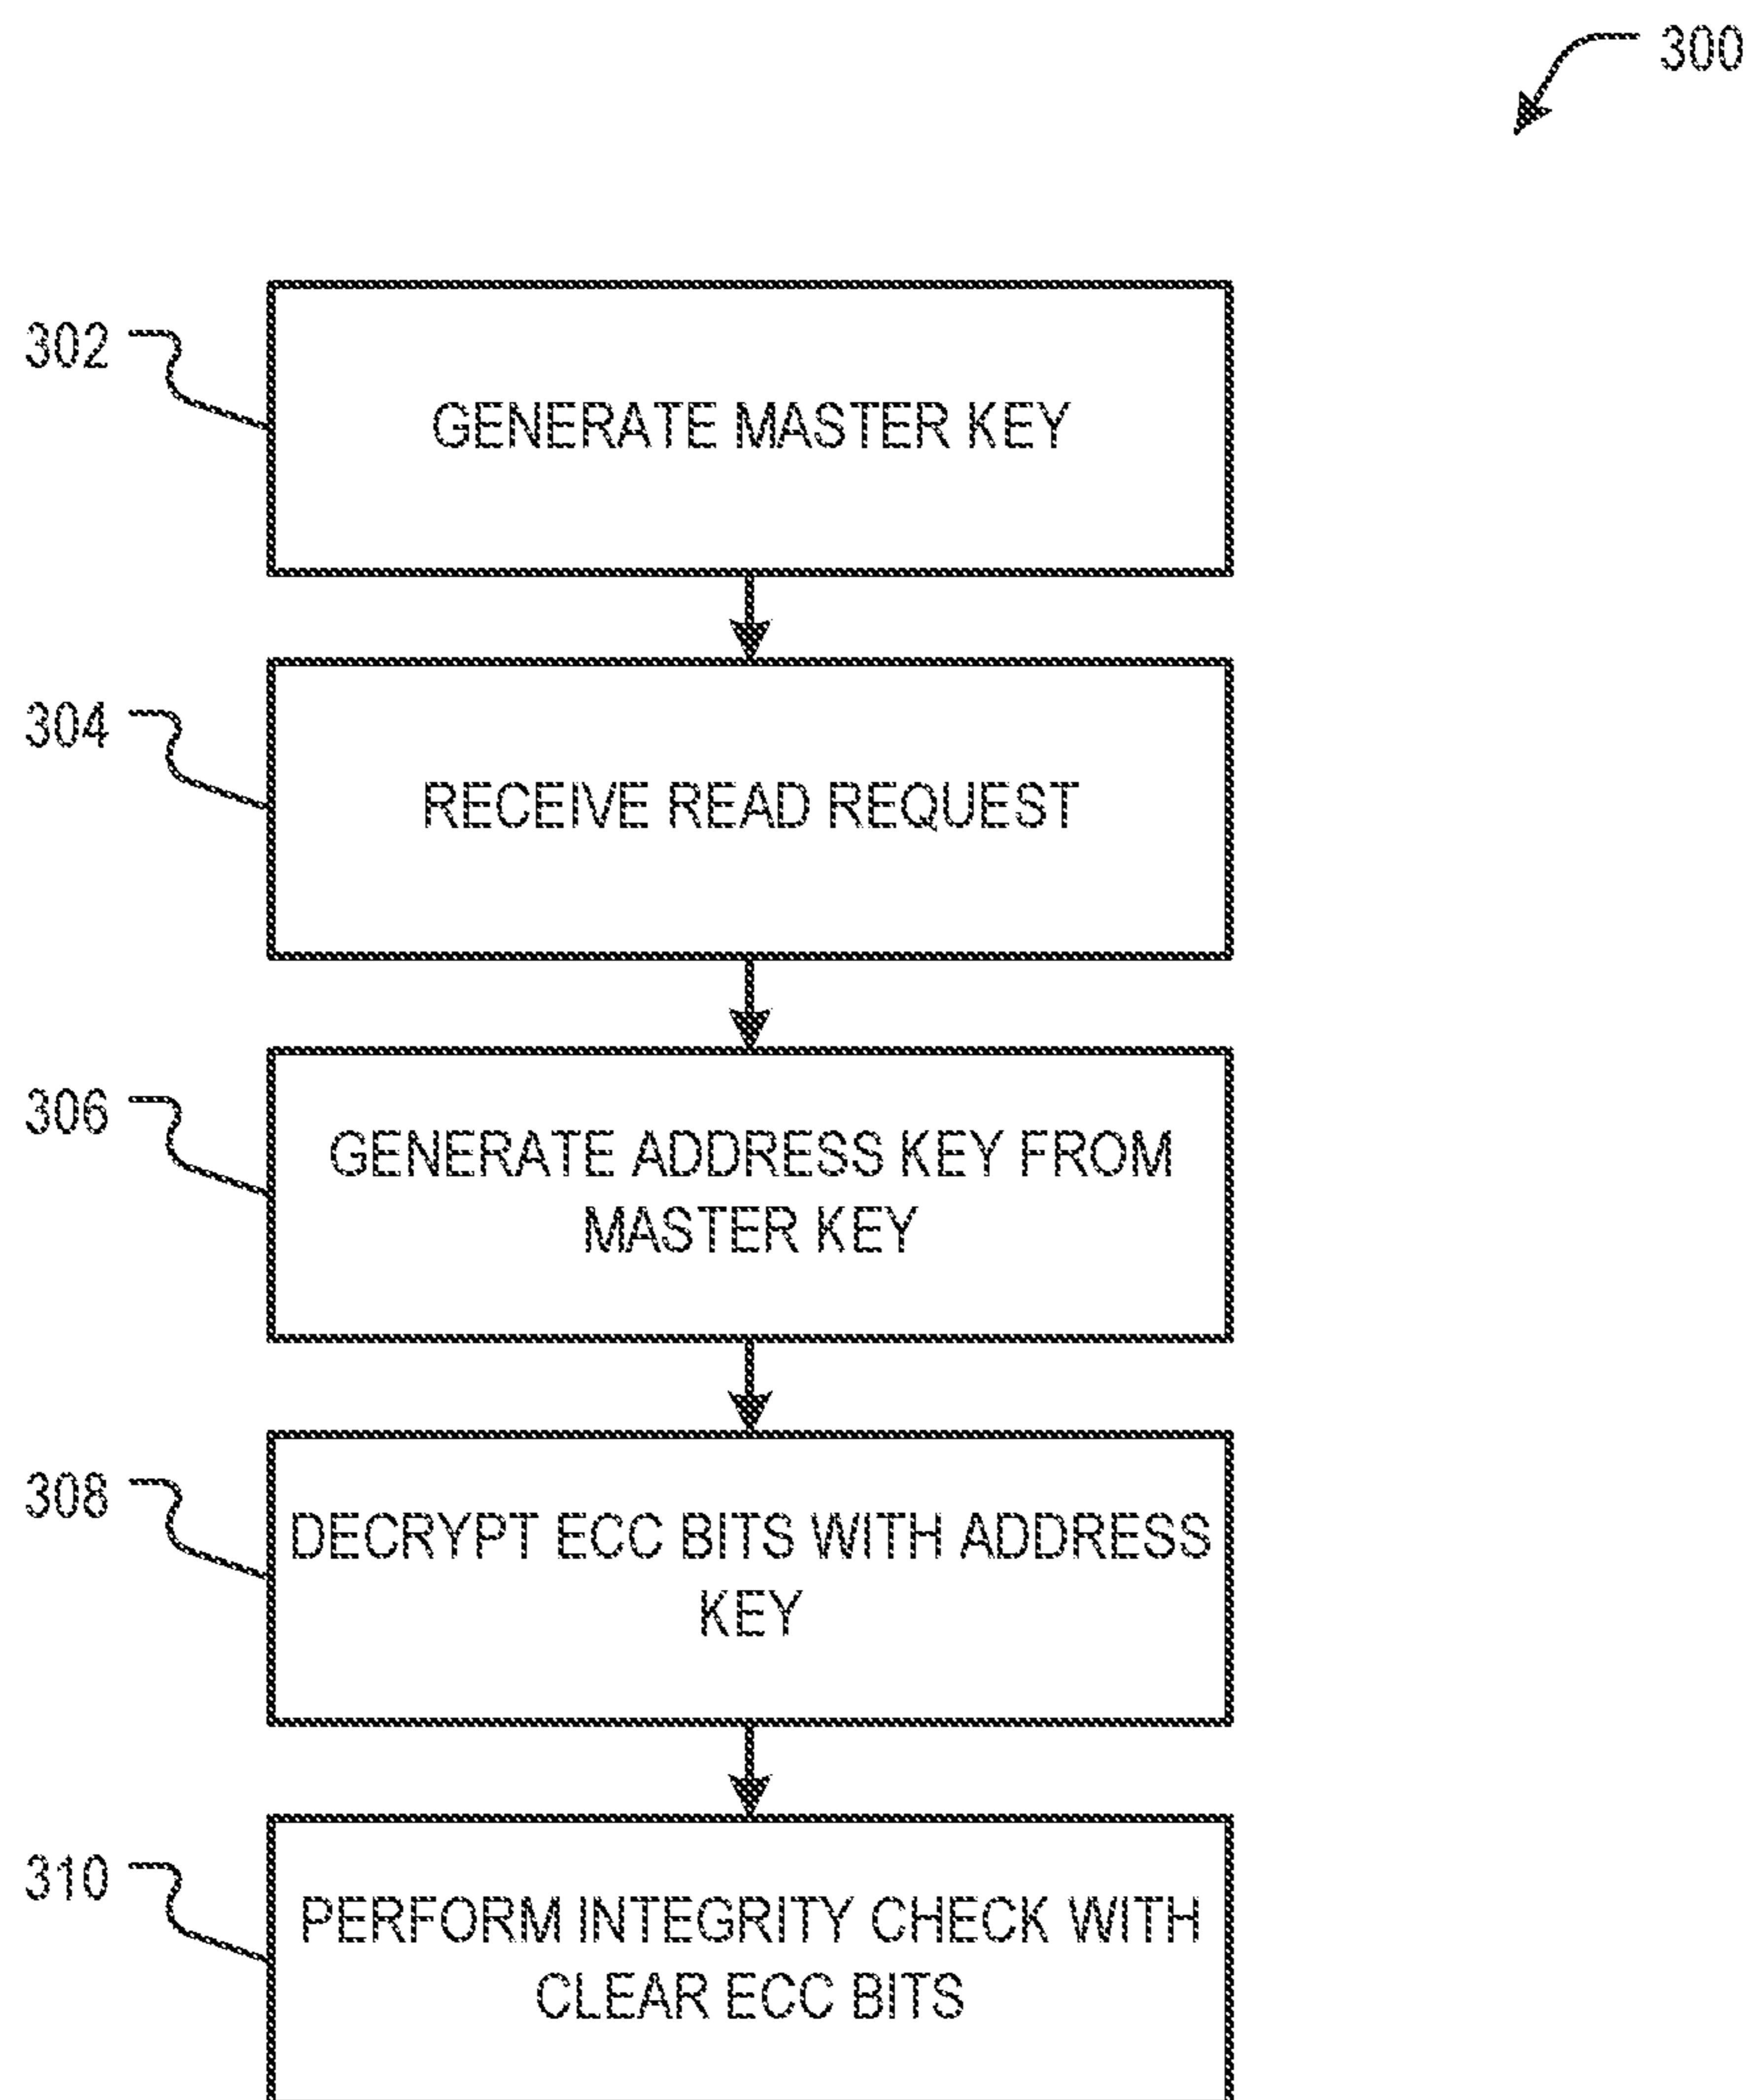 300
302
GENERATE MASTER KEY
304
RECEIVE READ REQUEST
306
GENERATE ADDRESS KEY FROM
MASTER KEY
308
DECRYPT ECC BITS WITH ADDRESS
KEY
310
PERFORM INTEGRITY CHECK WITH
CLEAR ECC BITS